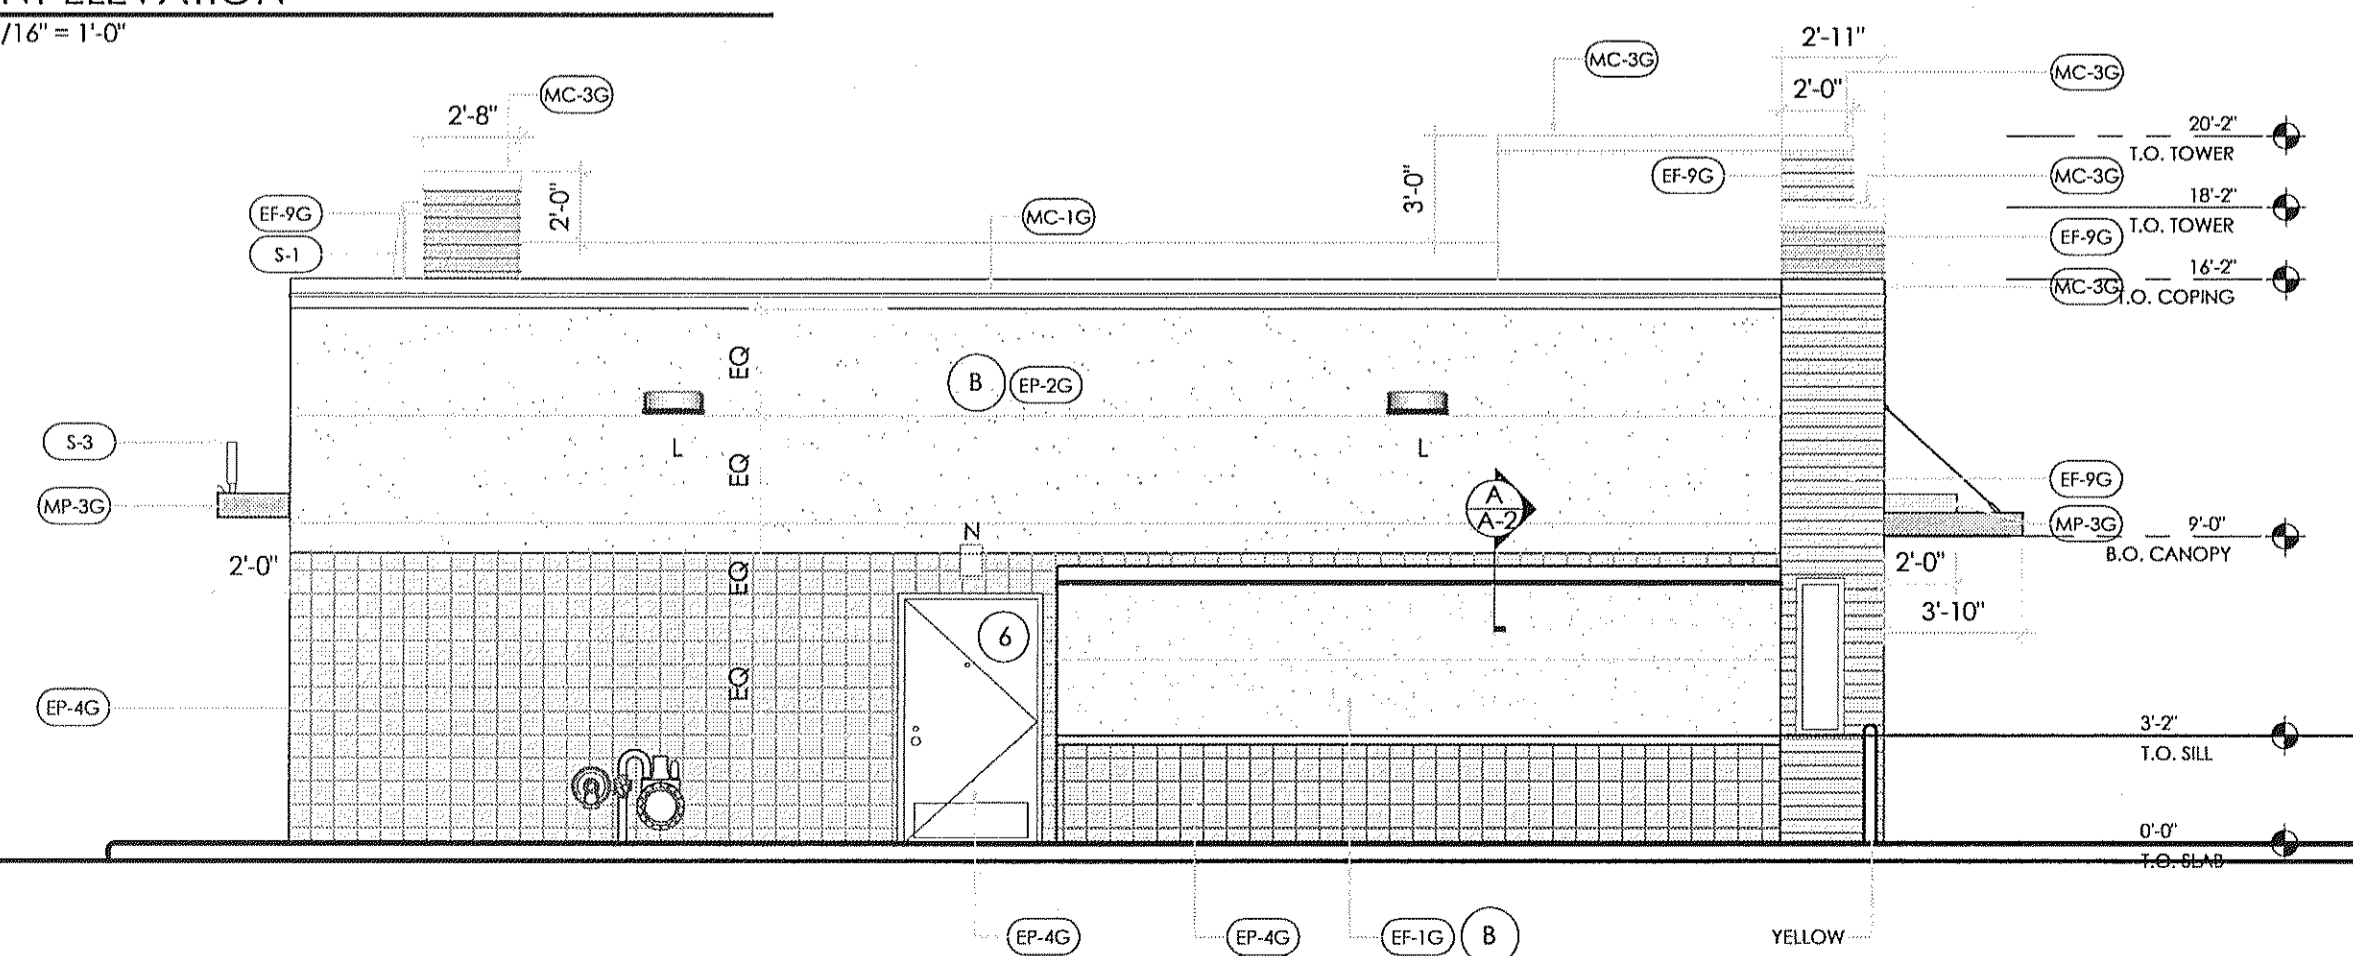 /16" = 1'-0"
2'-11"
MC-3G
MC-3G
2'-0"
MC-3G
2'-8"
20'-2"
T.O. TOWER
2'-0"
3'-0"
EF-9G
MC-3G
18'-2"
T.O. TOWER
EF-9G
MC-1G
S-1
EF-9G
16'-2"
T.O. COPING
MC-3G
EQ
B
EP-2G
S-3
L
L
EQ
A
A-2
EF-9G
MP-3G
N
MP-3G
9'-0"
B.O. CANOPY
2'-0"
EQ
2'-0"
3'-10"
6
EQ
EP-4G
3'-2"
T.O. SILL
0'-0"
T.O. SLAB
EP-4G
EP-4G
EF-1G
B
YELLOW